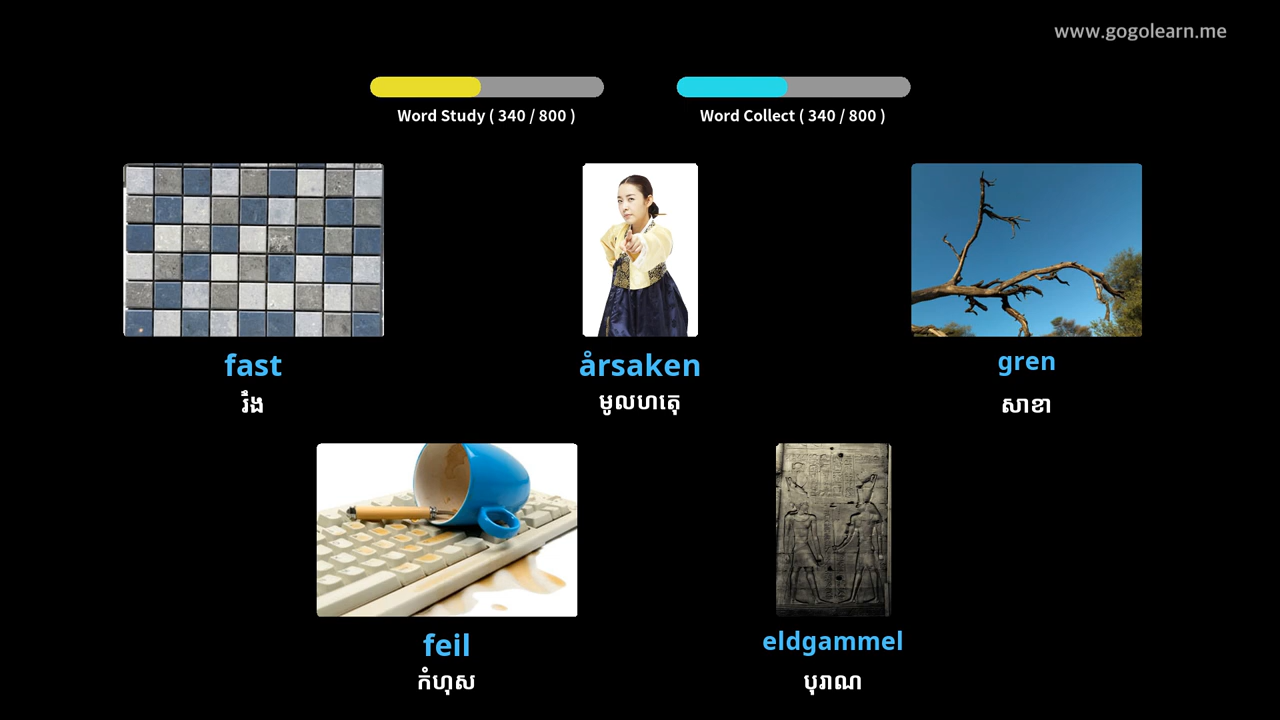 www.gogolearn.me
Word Study ( 340 / 800 )
Word Collect ( 340 / 800 )
fast
រឹង
årsaken
មូលហតេុ
gren
សាខា
feil
កំហុស
eldgammel
បុរាណ